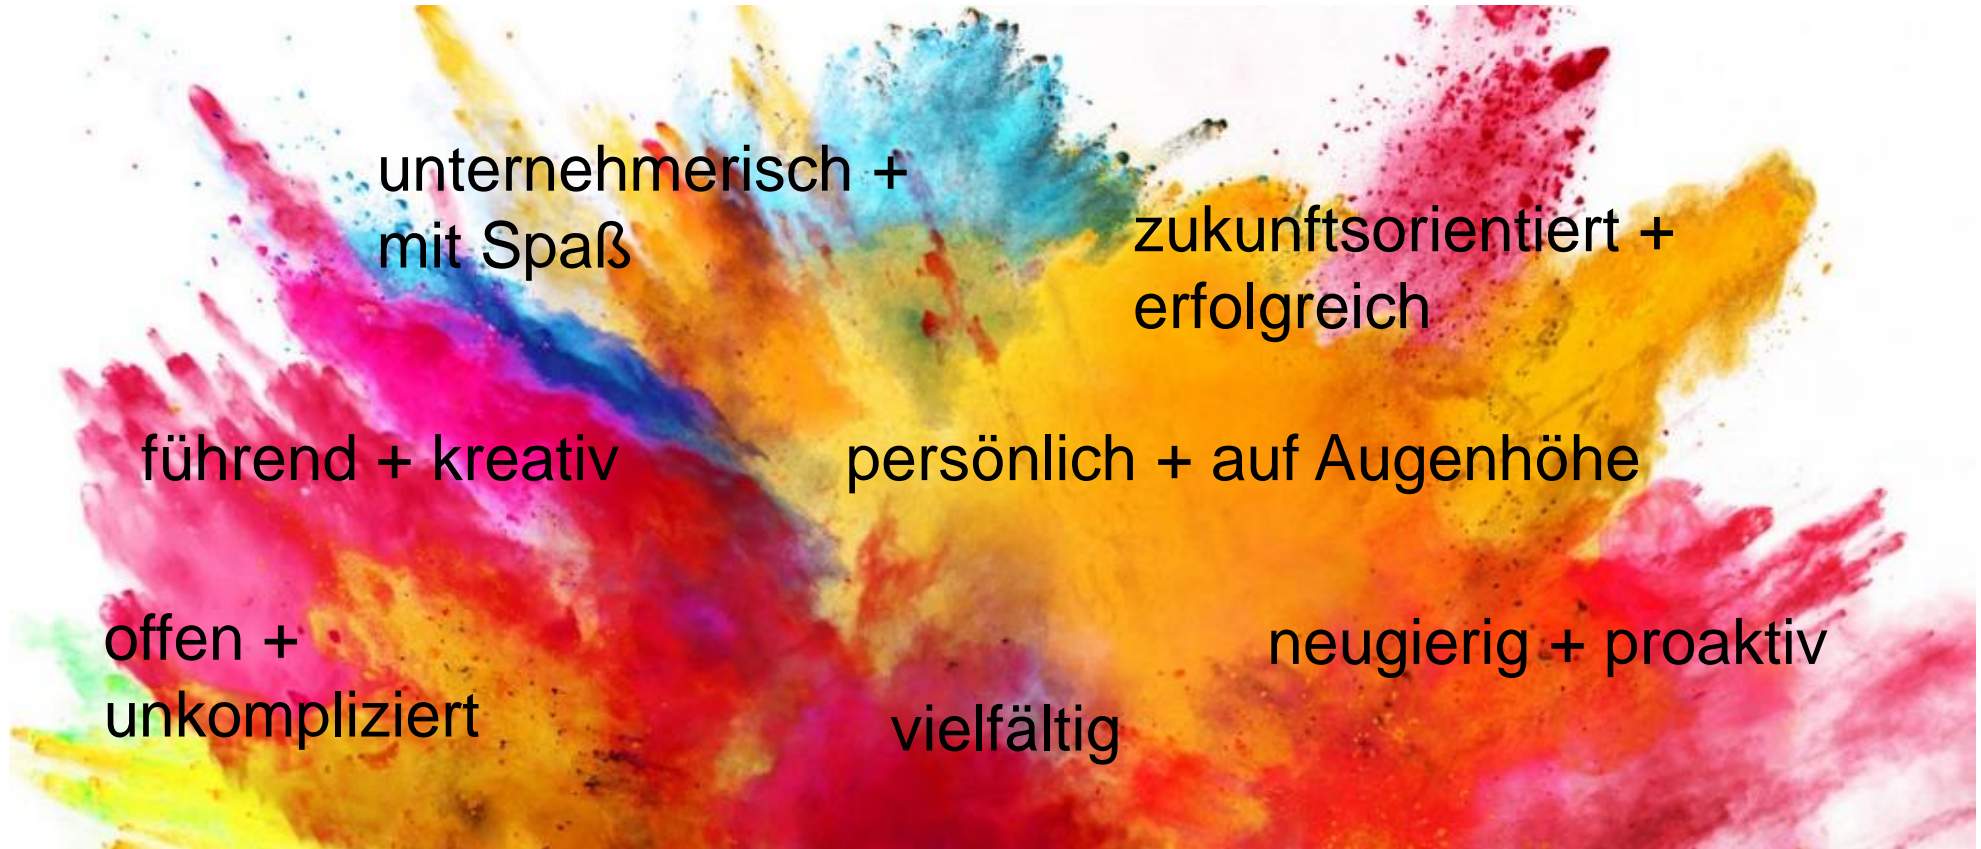 unternehmerisch +
mit Spaß
zukunftsorientiert +
erfolgreich
führend + kreativ
persönlich + auf Augenhöhe
offen +
unkompliziert
neugierig + proaktiv
vielfältig